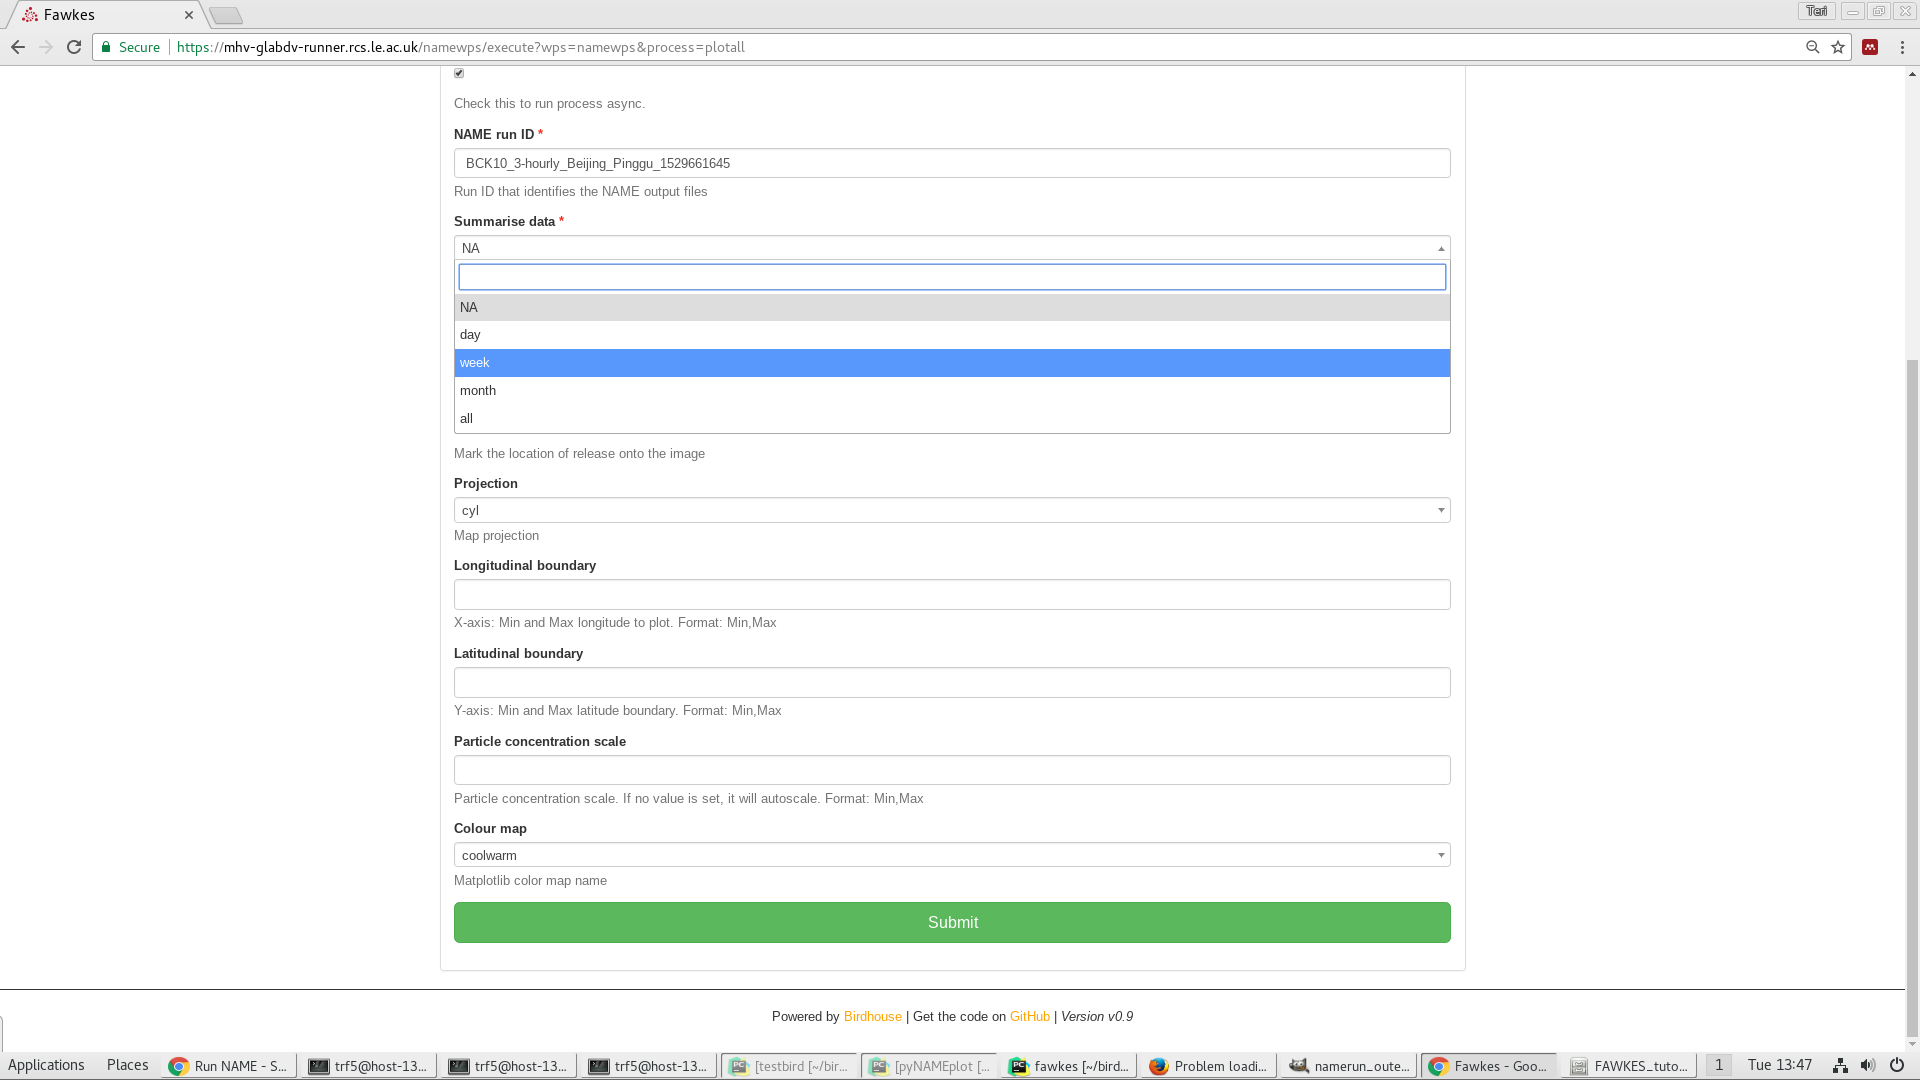 Fawkes
Teri
Secure | https://mhv-glabdv-runner.rcs.le.ac.uk/namewps/execute?wps=namewps&process=plotall
Check this to run process async.
NAME run ID *
BCK10_3-hourly_Beijing_Pinggu_1529661645
Run ID that identifies the NAME output files
Summarise data *
NA
NA
day
week
month
all
Mark the location of release onto the image
Projection
cyl
Map projection
Longitudinal boundary
X-axis: Min and Max longitude to plot. Format: Min,Max
Latitudinal boundary
Y-axis: Min and Max latitude boundary. Format: Min,Max
Particle concentration scale
Particle concentration scale. If no value is set, it will autoscale. Format: Min,Max
Colour map
coolwarm
Matplotlib color map name
Submit
Powered by Birdhouse | Get the code on GitHub | Version v0.9
Applications Places Run NAME - S... trf5@host-13... trf5@host-13... trf5@host-13... [testbird [~/bir... [pyNAMEplot [... fawkes [~/bird... Problem loadi... namerun_oute... Fawkes - Goo... FAWKES_tuto... 1 Tue 13:47